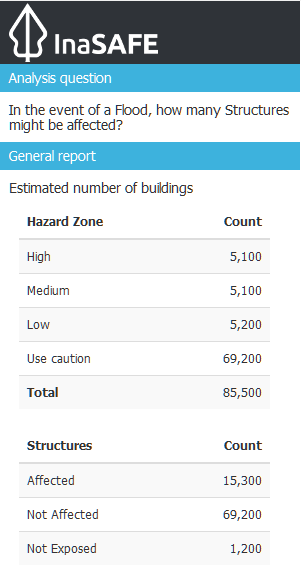 InaSAFE
Analysis question
In the event of a Flood, how many Structures
might be affected?
General report
Estimated number of buildings
Hazard Zone Count
High 5,100
Medium 5,100
Low 5,200
Use caution 69,200
Total 85,500
Structures Count
Affected 15,300
Not Affected 69,200
Not Exposed 1,200